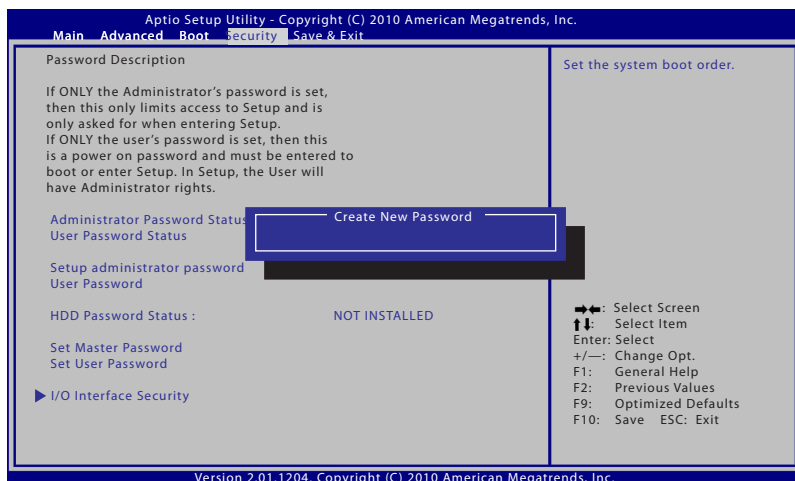 Aptio Setup Utility - Copyright (C) 2010 American Megatrends, Inc.
Main Advanced Boot Security Save & Exit
Password Description
If ONLY the Administrator's password is set,
then this only limits access to Setup and is
only asked for when entering Setup.
If ONLY the user's password is set, then this
is a power on password and must be entered to
boot or enter Setup. In Setup, the User will
have Administrator rights.
Administrator Password Status
User Password Status
Create New Password
Setup administrator password
User Password
HDD Password Status : NOT INSTALLED
Set Master Password
Set User Password
I/O Interface Security
Set the system boot order.
→←: Select Screen
↑↓: Select Item
Enter: Select
+/—: Change Opt.
F1: General Help
F2: Previous Values
F9: Optimized Defaults
F10: Save ESC: Exit
Version 2.01.1204. Copyright (C) 2010 American Megatrends, Inc.